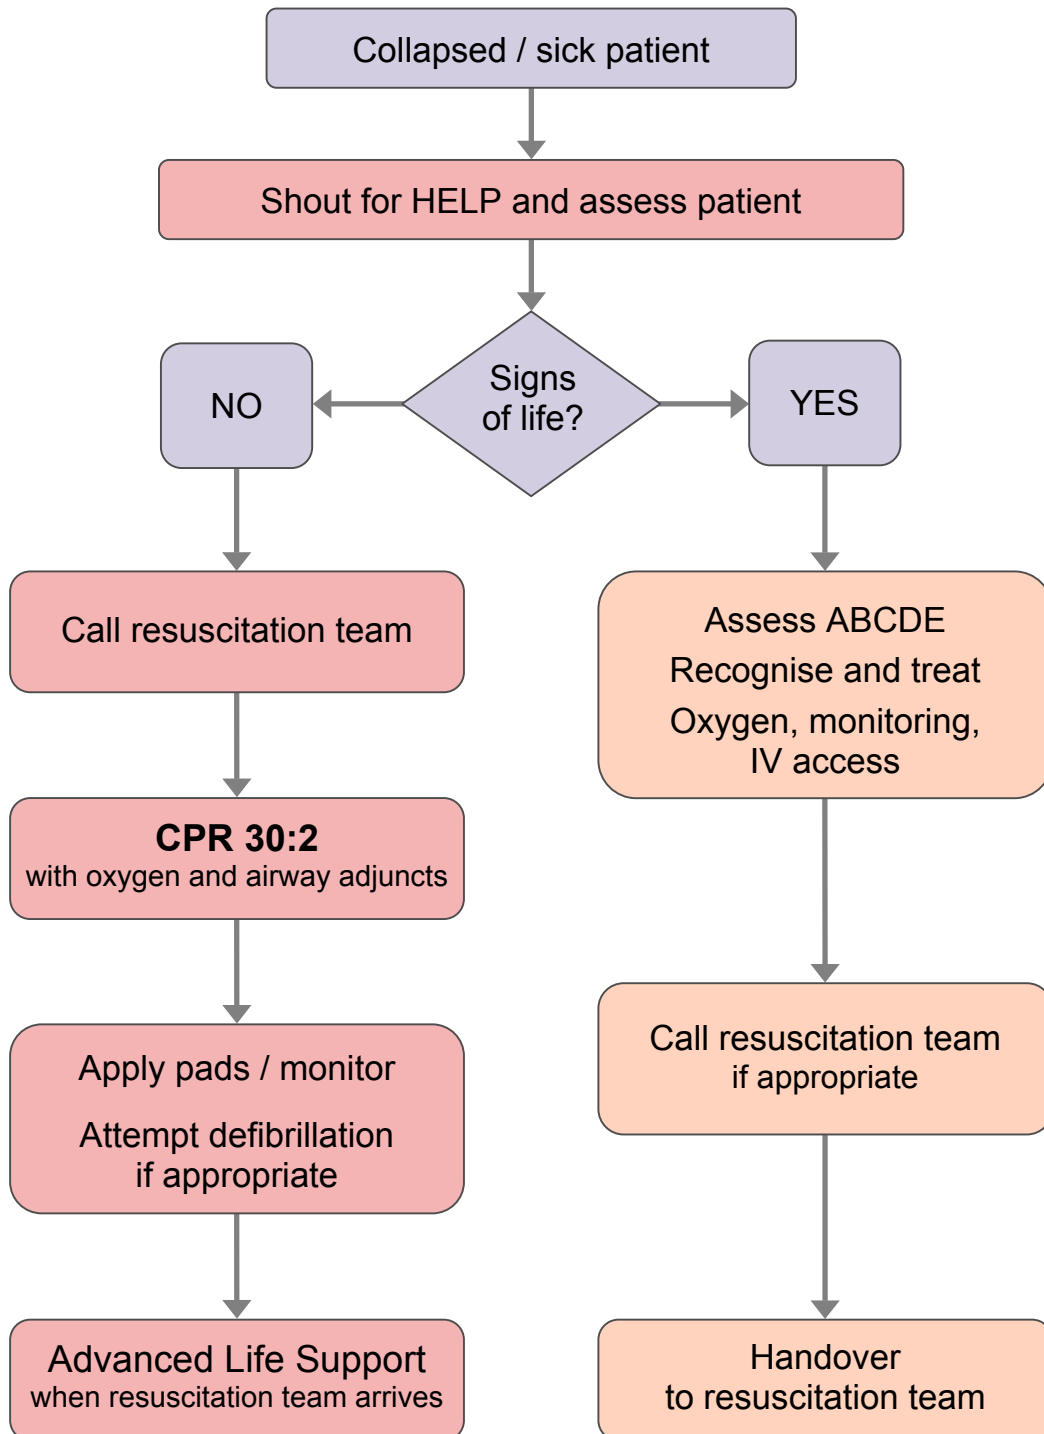 Collapsed / sick patient
Shout for HELP and assess patient
Signs
of life?
NO
YES
Call resuscitation team
CPR 30:2
with oxygen and airway adjuncts
Apply pads / monitor
Attempt defibrillation
if appropriate
Advanced Life Support
when resuscitation team arrives
Assess ABCDE
Recognise and treat
Oxygen, monitoring,
IV access
Call resuscitation team
if appropriate
Handover
to resuscitation team